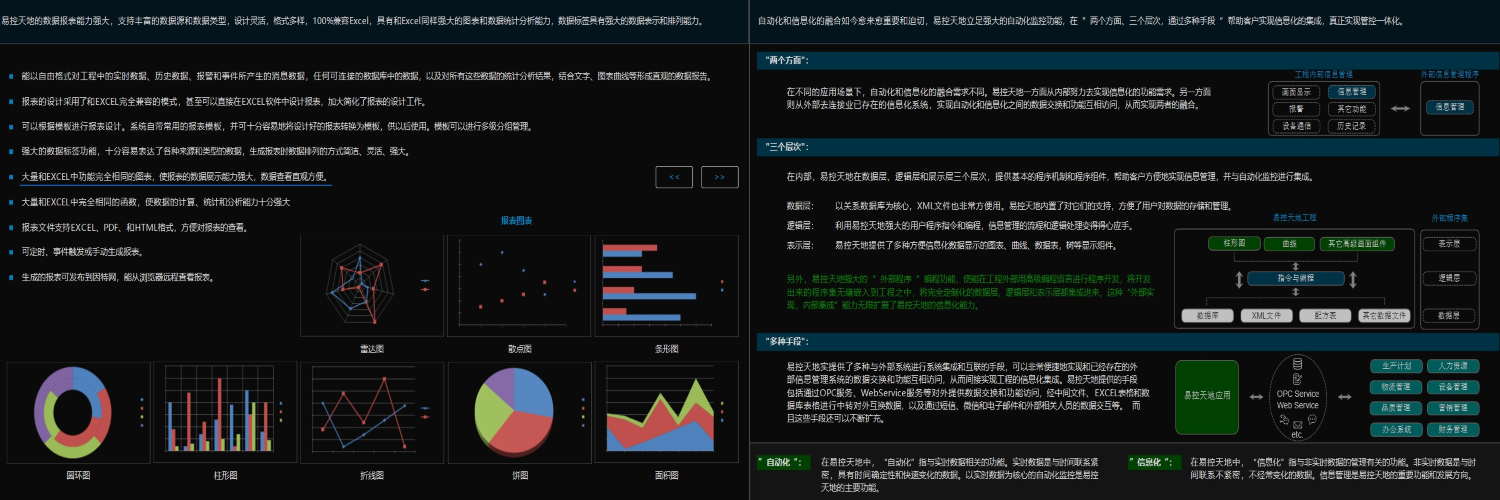 易控天地的数据报表能力强大，支持丰富的数据源和数据类型，设计灵活，格式多样，100%兼容Excel，具有和Excel同样强大的图表和数据统计分析能力，数据标签具有强大的数据表示和排列能力。
能以自由格式对工程中的实时数据、历史数据、报警和事件所产生的消息数据，任何可连接的数据库中的数据，以及对所有这些数据的统计分析结果，结合文字、图表曲线等形成直观的数据报告。
报表的设计采用了和EXCEL完全兼容的模式，甚至可以直接在EXCEL软件中设计报表，加大简化了报表的设计工作。
可以根据模板进行报表设计。系统自带常用的报表模板，并可十分容易地将设计好的报表转换为模板，供以后使用。模板可以进行多级分组管理。
强大的数据标签功能，十分容易表达了各种来源和类型的数据，生成报表时数据排列的方式简洁、灵活、强大。
大量和EXCEL中功能完全相同的图表，使报表的数据展示能力强大，数据查看直观方便。
<< >>
大量和EXCEL中完全相同的函数，使数据的计算、统计和分析能力十分强大
报表文件支持EXCEL、PDF、和HTML格式，方便对报表的查看。
可定时、事件触发或手动生成报表。
生成的报表可发布到因特网，能从浏览器远程查看报表。
报表图表
雷达图 散点图 条形图
圆环图 柱形图 折线图 饼图 面积图
自动化和信息化的融合如今愈来愈重要和迫切，易控天地立足强大的自动化监控功能，在 " 两个方面、三个层次，通过多种手段 " 帮助客户实现信息化的集成，真正实现管控一体化。
"两个方面"：
在不同的应用场景下，自动化和信息化的融合需求不同。易控天地一方面从内部努力去实现信息化的功能需求。另一方面
则从外部去连接业已存在的信息化系统，实现自动化和信息化之间的数据交换和功能互相访问，从而实现两者的融合。
工程内部信息管理
画面显示 信息管理
报警 其它功能
设备通信 历史记录
外部信息管理程序
信息管理
"三个层次"：
在内部，易控天地在数据层、逻辑层和展示层三个层次，提供基本的程序机制和程序组件，帮助客户方便地实现信息管理，并与自动化监控进行集成。
数据层： 以关系数据库为核心，XML文件也非常方便用。易控天地内置了对它们的支持，方便了用户对数据的存储和管理。
逻辑层： 利用易控天地强大的用户程序指令和编程，信息管理的流程和逻辑处理变得得心应手。
表示层： 易控天地提供了多种方便信息化数据显示的图表、曲线、数据表，树等显示组件。
另外，易控天地强大的 " 外部程序 " 编程功能，使能在工程外部用高级编程语言进行程序开发，将开发
出来的程序集无缝嵌入到工程之中，将完全定制化的数据层、逻辑层和表示层都集成进来，这种 "外部实
现，内部集成" 能力无限扩展了易控天地的信息化能力。
易控天地工程
柱形图 曲线 其它高级画面组件
指令与编程
数据库 XML文件 配方表 其它数据文件
外部程序集
表示层
逻辑层
数据层
"多种手段"：
易控天地实提供了多种与外部系统进行系统集成和互联的手段，可以非常便捷地实现和已经存在的外
部信息管理系统的数据交换和功能互相访问，从而间接实现工程的信息化集成。易控天地提供的手段
包括通过OPC服务、WebService服务等对外提供数据交换和功能访问，经中间文件、EXCEL表格和数
据库表格进行中转对外互换数据，以及通过短信、微信和电子邮件和外部相关人员的数据交互等。 而
且这些手段还可以不断扩充。
易控天地应用
OPC Service
Web Service
etc.
生产计划 人力资源
物流管理 设备管理
品质管理 营销管理
办公系统 财务管理
" 自动化 "：
在易控天地中， "自动化" 指与实时数据相关的功能。实时数据是与时间联系紧
密，具有时间确定性和快速变化的数据。以实时数据为核心的自动化监控是易控
天地的主要功能。
" 信息化 "：
在易控天地中， "信息化" 指与非实时数据的管理有关的功能。非实时数据是与时
间联系不紧密，不经常变化的数据。信息管理是易控天地的重要功能和发展方向。